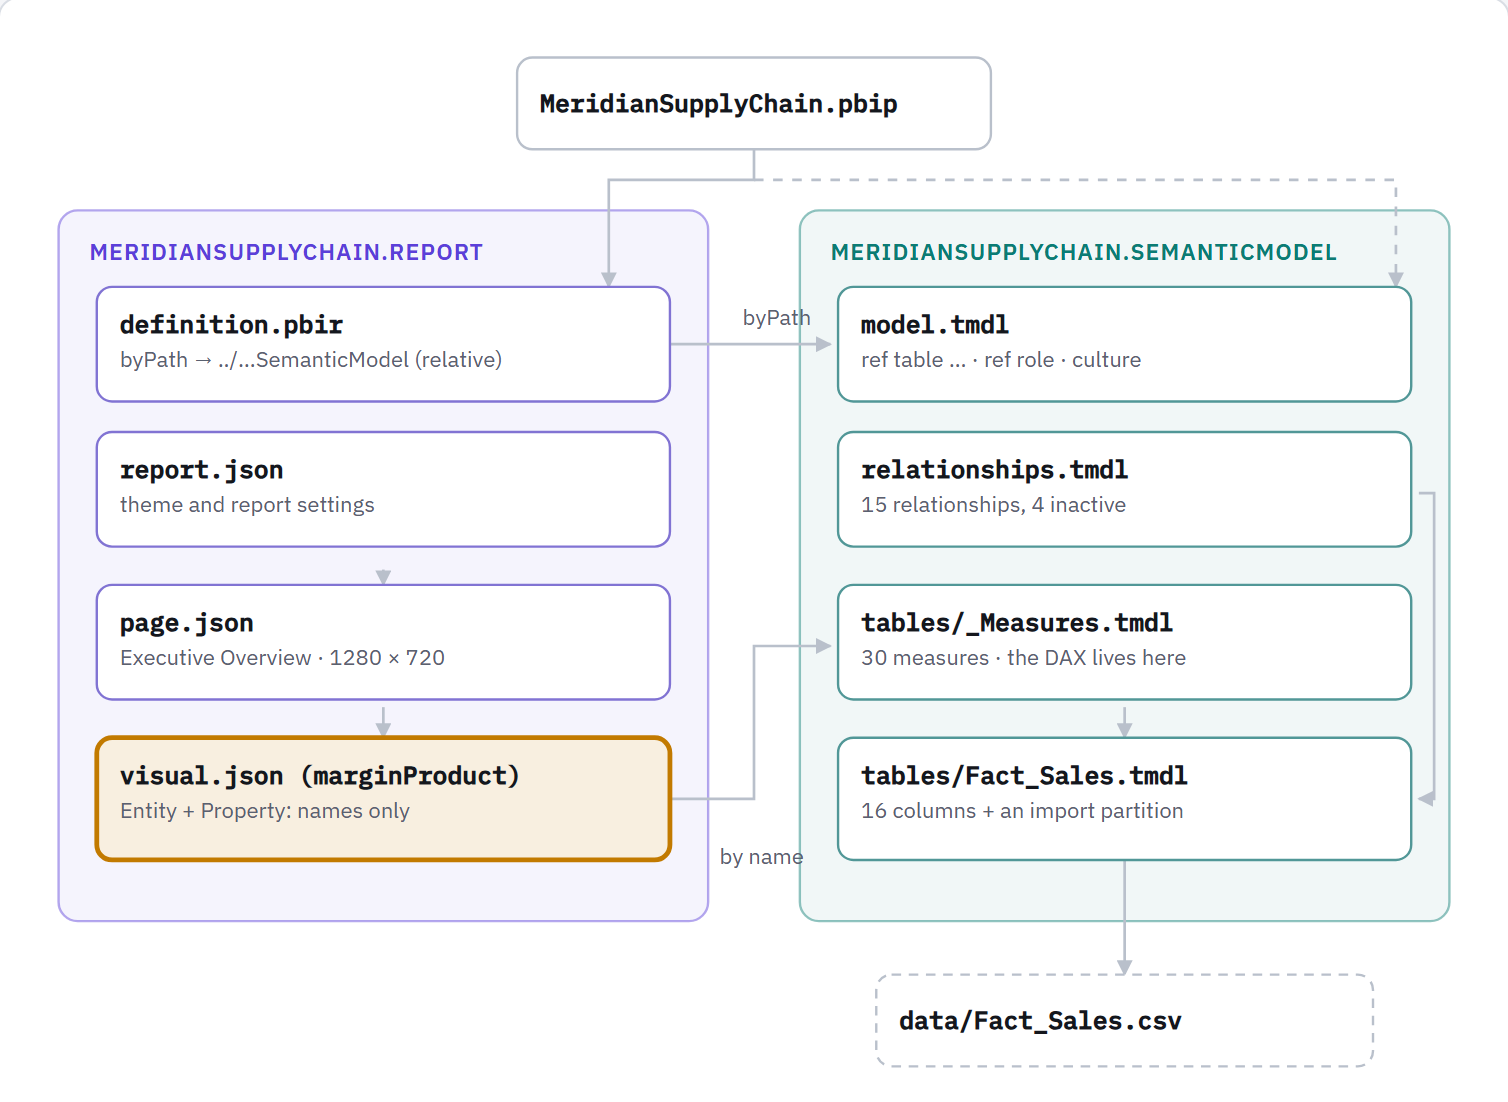 MeridianSupplyChain.pbip
MERIDIANSUPPLYCHAIN.REPORT
definition.pbir
byPath → ../...SemanticModel (relative)
report.json
theme and report settings
page.json
Executive Overview · 1280 × 720
visual.json (marginProduct)
Entity + Property: names only
byPath
by name
MERIDIANSUPPLYCHAIN.SEMANTICMODEL
model.tmdl
ref table ... · ref role · culture
relationships.tmdl
15 relationships, 4 inactive
tables/_Measures.tmdl
30 measures · the DAX lives here
tables/Fact_Sales.tmdl
16 columns + an import partition
data/Fact_Sales.csv